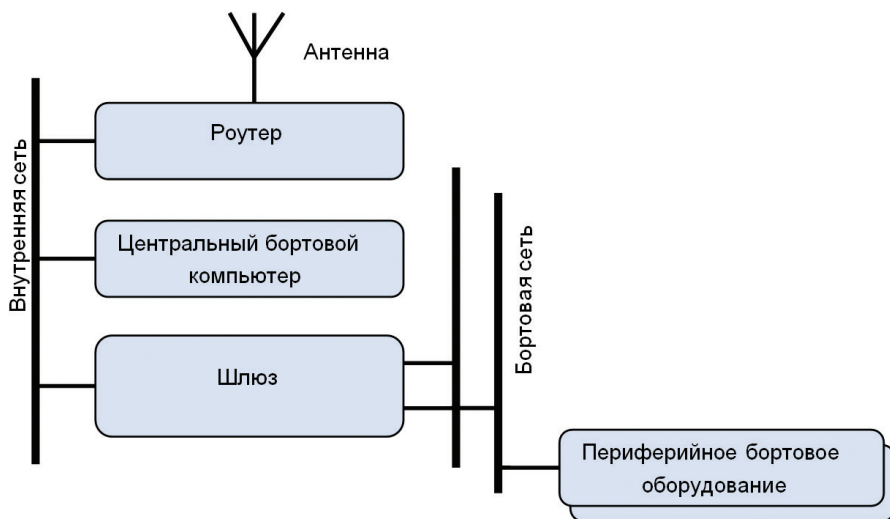 Антенна
Роутер
Внутренняя сеть
Центральный бортовой
компьютер
Бортовая сеть
Шлюз
Периферийное бортовое
оборудование